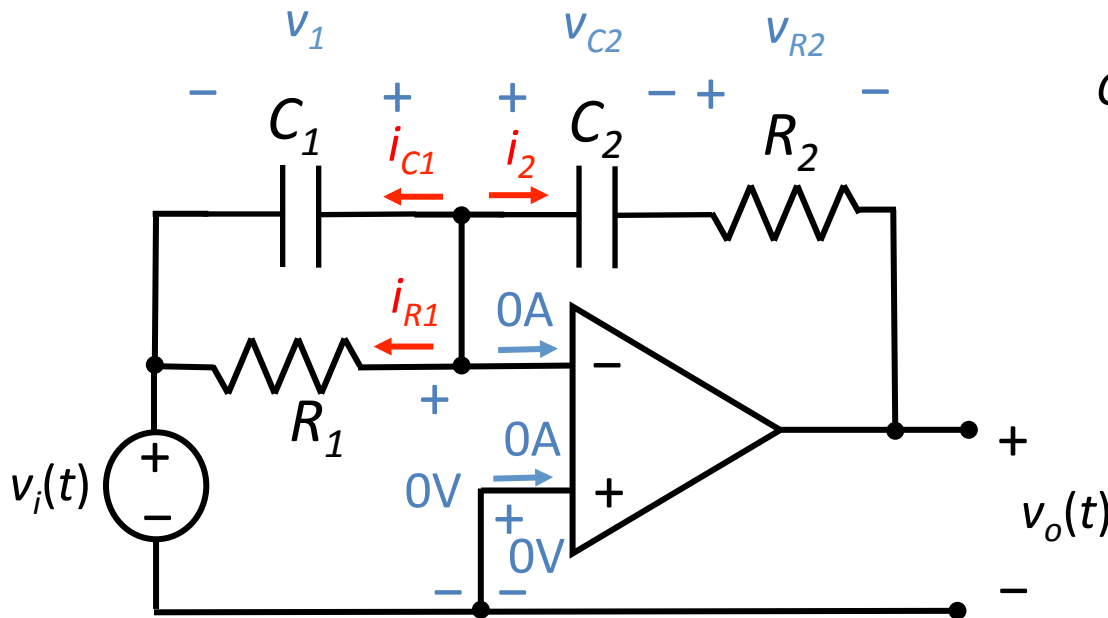 v1 vC2 vR2
− + + − + −
C1 C2 R2
iC1 i2
iR1 0A
−
+
R1
0A
+ +
vi(t) 0V +
− +
0V vo(t)
− − −